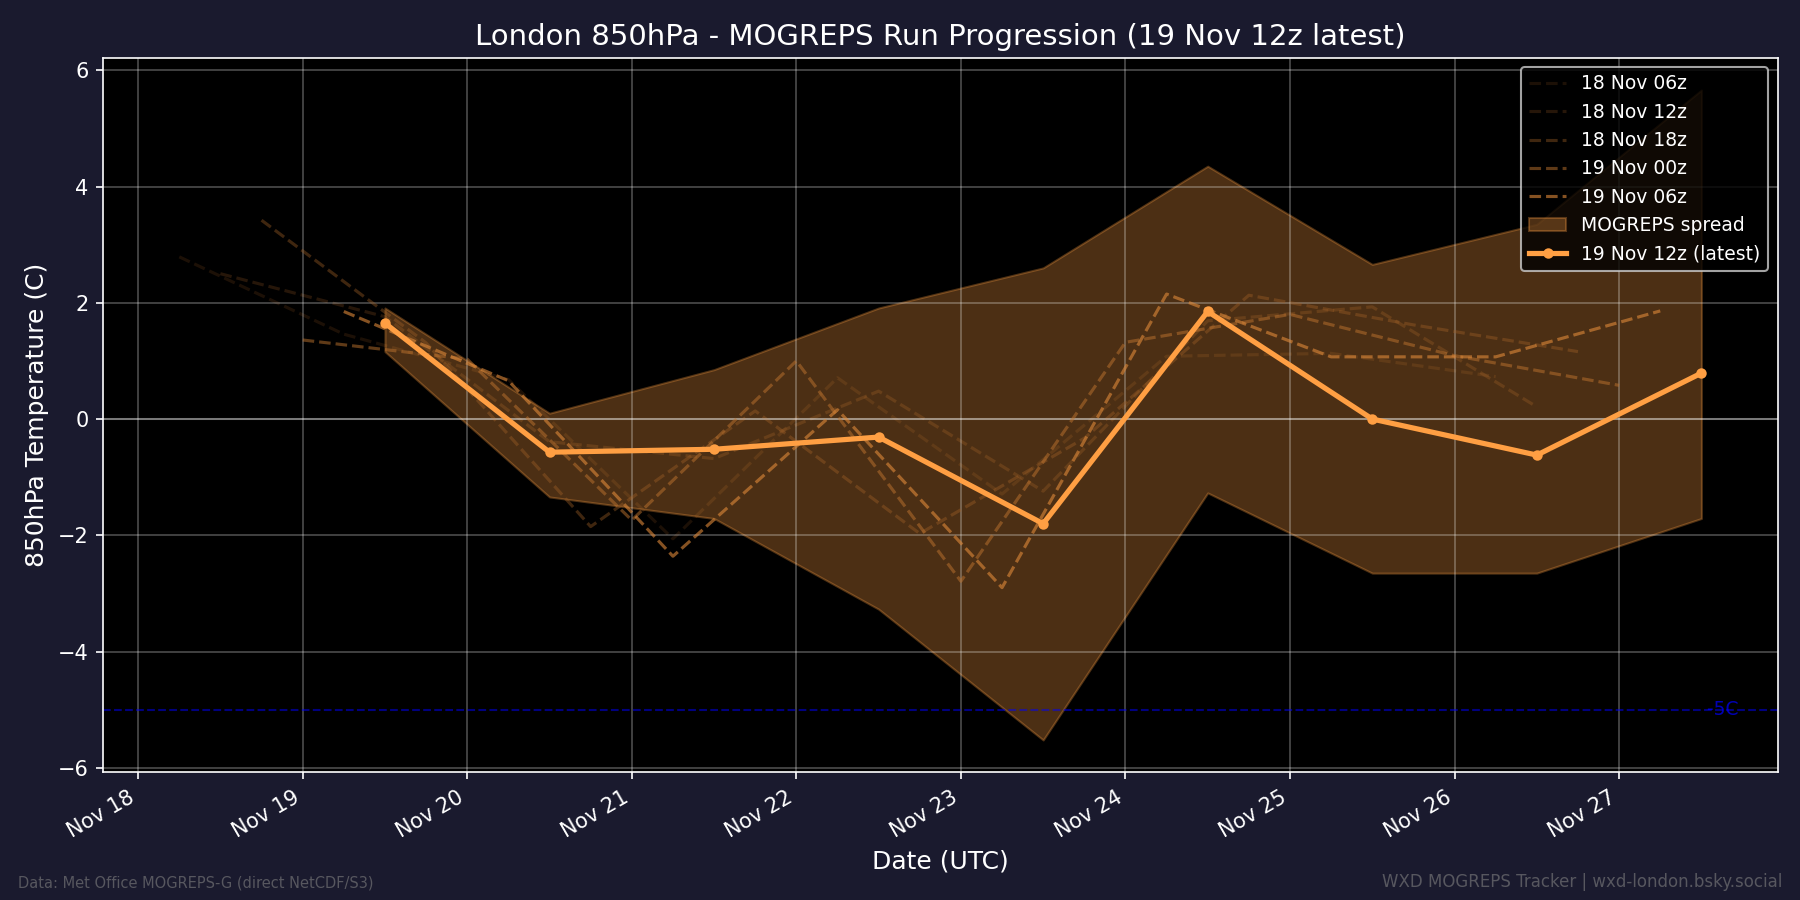 London 850hPa - MOGREPS Run Progression (19 Nov 12z latest)
18 Nov 06z
18 Nov 12z
18 Nov 18z
19 Nov 00z
19 Nov 06z
MOGREPS spread
19 Nov 12z (latest)
850hPa Temperature (C)
6
4
2
0
−2
−4
−6
-5C
Nov 18
Nov 19
Nov 20
Nov 21
Nov 22
Nov 23
Nov 24
Nov 25
Nov 26
Nov 27
Date (UTC)
Data: Met Office MOGREPS-G (direct NetCDF/S3)
WXD MOGREPS Tracker | wxd-london.bsky.social